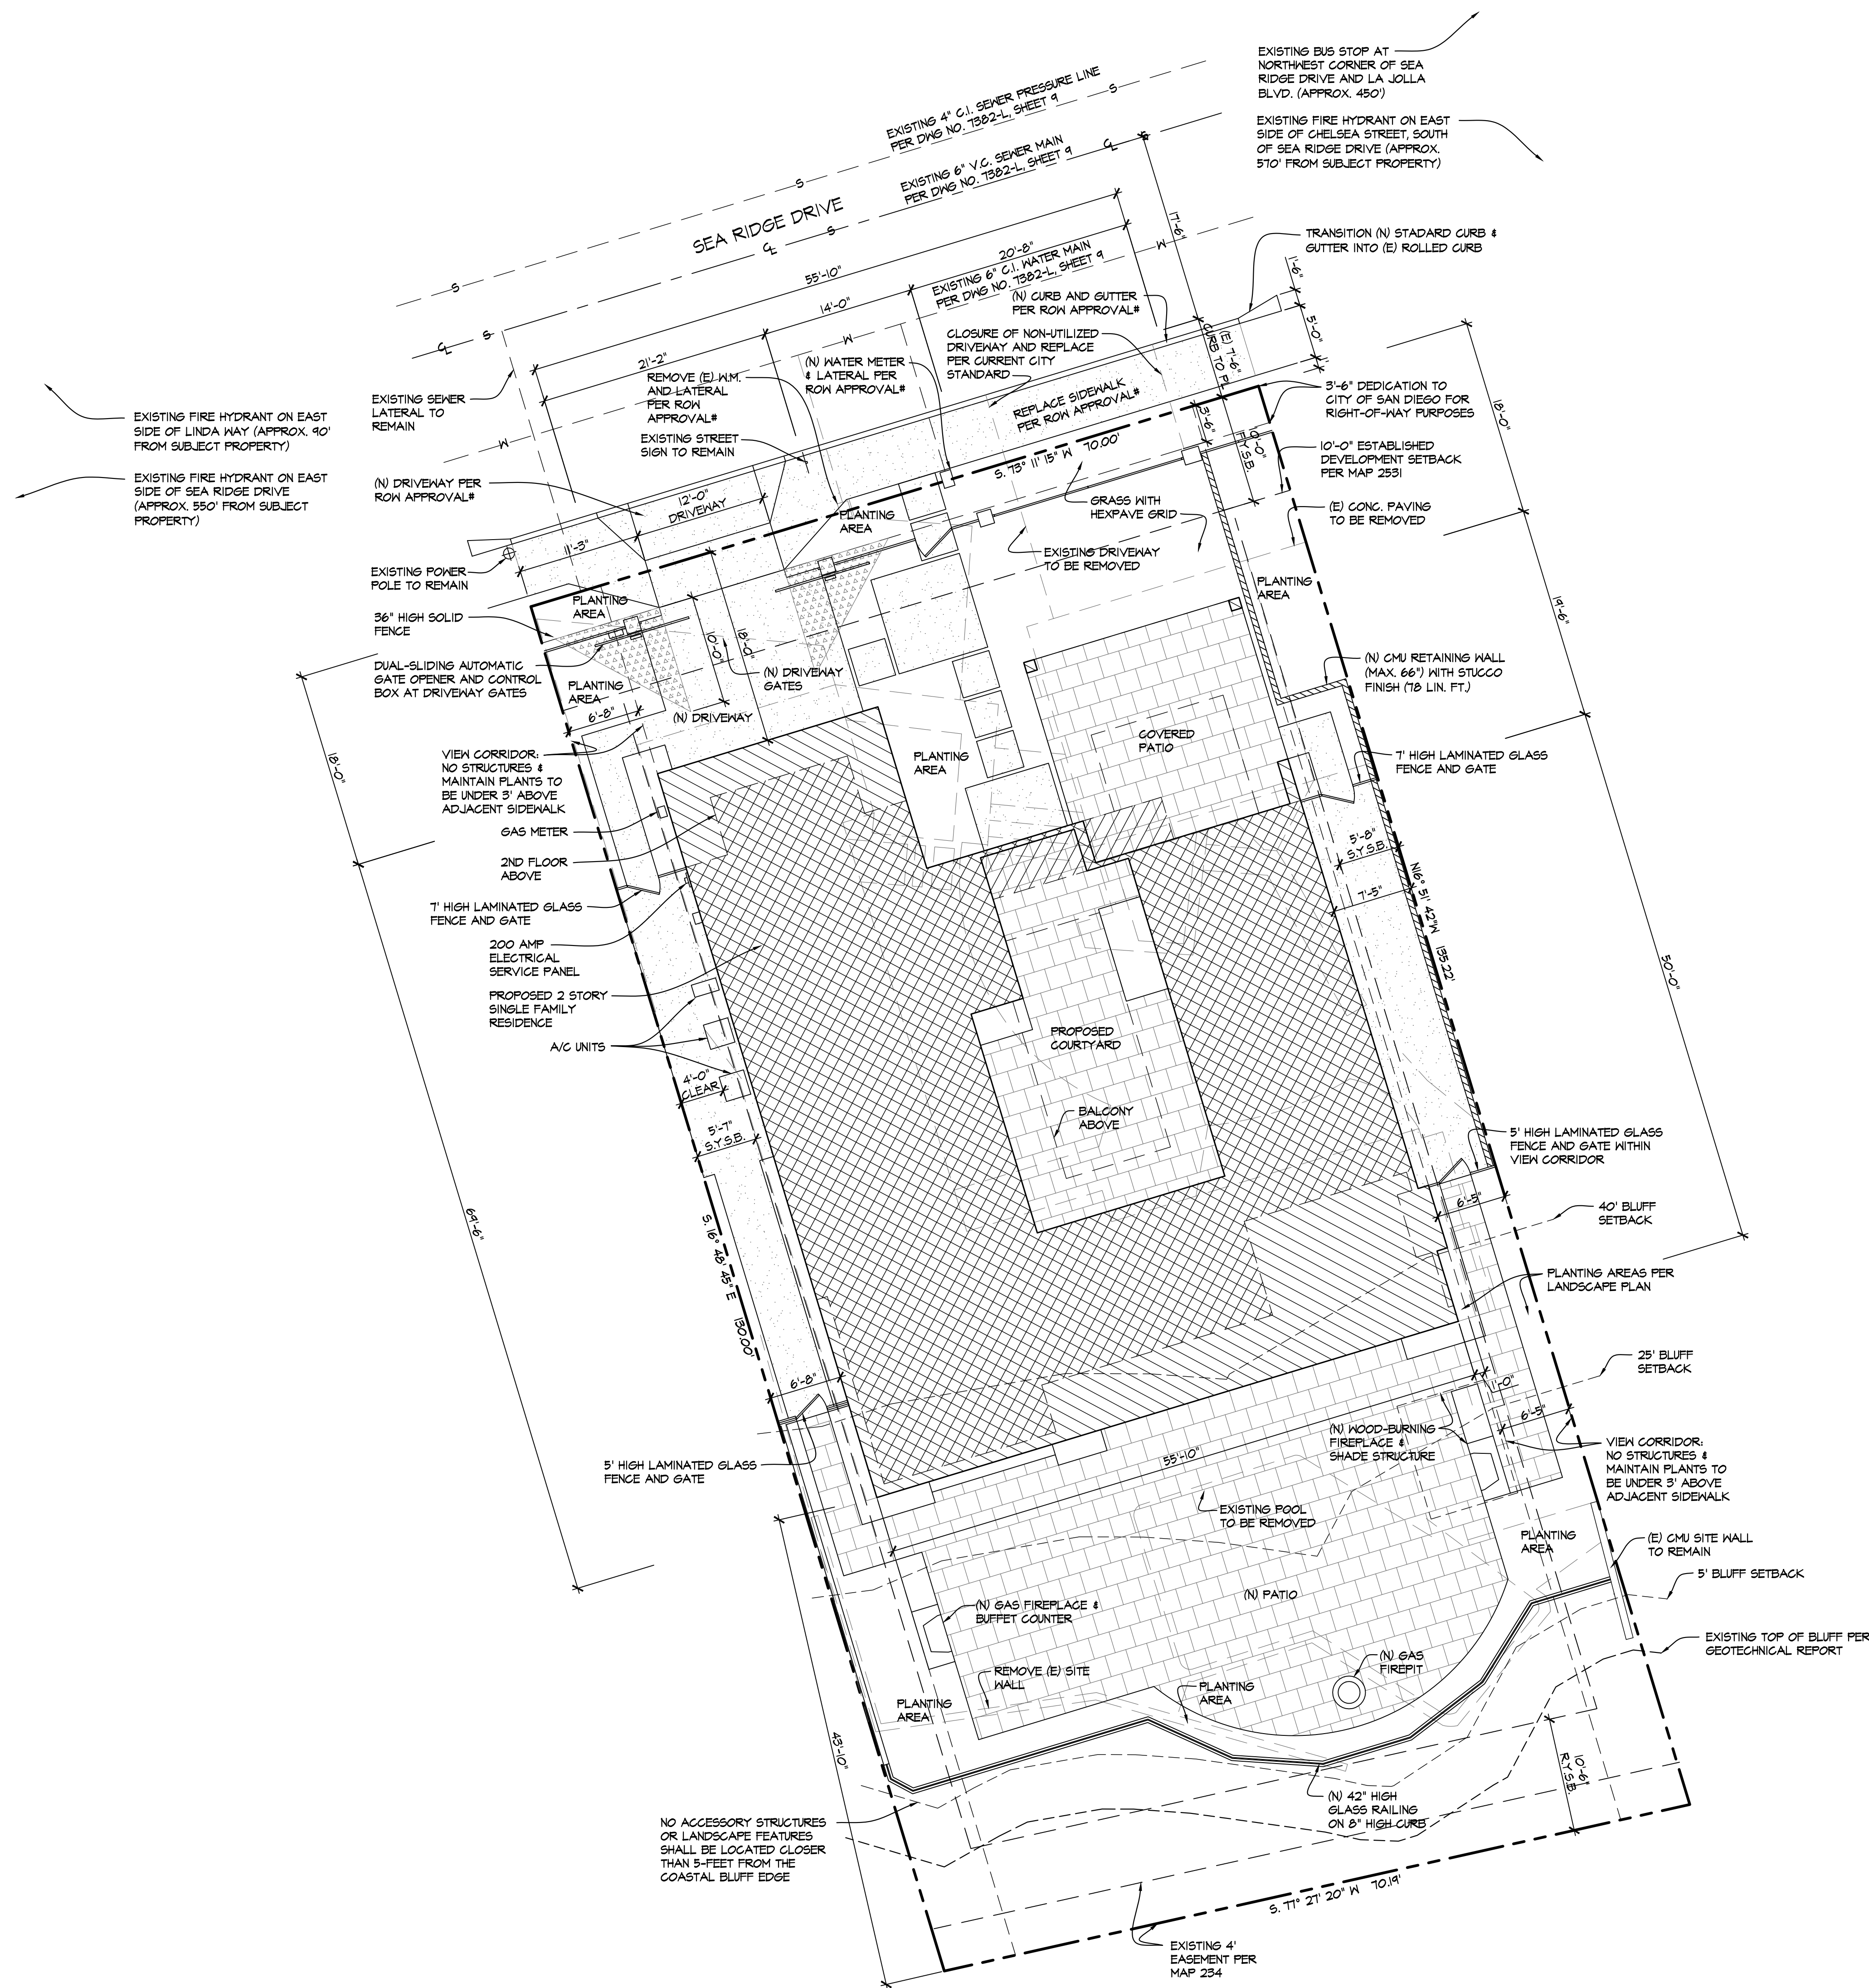 EXISTING BUS STOP AT
NORTHWEST CORNER OF SEA
RIDGE DRIVE AND LA JOLLA
BLVD. (APPROX. 450')
EXISTING 4" C.I. SEWER PRESSURE LINE
PER DWG NO. 7382-L, SHEET 9
S
S
S
EXISTING FIRE HYDRANT ON EAST
SIDE OF CHELSEA STREET, SOUTH
OF SEA RIDGE DRIVE (APPROX.
570' FROM SUBJECT PROPERTY)
EXISTING 6" V.C. SEWER MAIN
PER DWG NO. 7382-L, SHEET 9
SEA RIDGE DRIVE
CL
S
S
CL
S
17'-6"
W
20'-8"
55'-10"
EXISTING 6" C.I. WATER MAIN
PER DWG NO. 7382-L, SHEET 9
14'-0"
21'-2"
W
W
TRANSITION (N) STADARD CURB &
GUTTER INTO (E) ROLLED CURB
1'-6"
5'-0"
1'
(N) CURB AND GUTTER
PER ROW APPROVAL#
(E) 7'-6"
CURB TO PL
CLOSURE OF NON-UTILIZED
DRIVEWAY AND REPLACE
PER CURRENT CITY
STANDARD
(N) WATER METER
& LATERAL PER
ROW APPROVAL#
REMOVE (E) W.M.
AND LATERAL
PER ROW
APPROVAL#
EXISTING STREET
SIGN TO REMAIN
EXISTING SEWER
LATERAL TO
REMAIN
EXISTING FIRE HYDRANT ON EAST
SIDE OF LINDA WAY (APPROX. 90'
FROM SUBJECT PROPERTY)
EXISTING FIRE HYDRANT ON EAST
SIDE OF SEA RIDGE DRIVE
(APPROX. 550' FROM SUBJECT
PROPERTY)
REPLACE SIDEWALK
PER ROW APPROVAL#
3'-6" DEDICATION TO
CITY OF SAN DIEGO FOR
RIGHT-OF-WAY PURPOSES
18'-0"
3'-6"
10'-0"
F.Y.S.B.
S. 73° 11' 15" W 70.00'
10'-0" ESTABLISHED
DEVELOPMENT SETBACK
PER MAP 2531
(N) DRIVEWAY PER
ROW APPROVAL#
12'-0"
DRIVEWAY
PLANTING
AREA
GRASS WITH
HEXPAVE GRID
(E) CONC. PAVING
TO BE REMOVED
11'-3"
EXISTING DRIVEWAY
TO BE REMOVED
EXISTING POWER
POLE TO REMAIN
PLANTING
AREA
PLANTING
AREA
19'-6"
36" HIGH SOLID
FENCE
10'-0"
18'-0"
DUAL-SLIDING AUTOMATIC
GATE OPENER AND CONTROL
BOX AT DRIVEWAY GATES
PLANTING
AREA
(N) DRIVEWAY
GATES
(N) CMU RETAINING WALL
(MAX. 66") WITH STUCCO
FINISH (78 LIN. FT.)
6'-8"
(N) DRIVEWAY
18'-0"
VIEW CORRIDOR:
NO STRUCTURES &
MAINTAIN PLANTS TO
BE UNDER 3' ABOVE
ADJACENT SIDEWALK
PLANTING
AREA
COVERED
PATIO
7' HIGH LAMINATED GLASS
FENCE AND GATE
GAS METER
2ND FLOOR
ABOVE
5'-8"
S.Y.S.B.
7'-5"
N16° 51' 42"W 135.22'
7' HIGH LAMINATED GLASS
FENCE AND GATE
200 AMP
ELECTRICAL
SERVICE PANEL
50'-0"
PROPOSED 2 STORY
SINGLE FAMILY
RESIDENCE
PROPOSED
COURTYARD
A/C UNITS
4'-0"
CLEAR
BALCONY
ABOVE
5'-7"
S.Y.S.B.
5' HIGH LAMINATED GLASS
FENCE AND GATE WITHIN
VIEW CORRIDOR
6'-5"
40' BLUFF
SETBACK
69'-6"
S. 16° 48' 45" E 130.00'
PLANTING AREAS PER
LANDSCAPE PLAN
25' BLUFF
SETBACK
6'-8"
1'-0"
6'-5"
(N) WOOD-BURNING
FIREPLACE &
SHADE STRUCTURE
VIEW CORRIDOR:
NO STRUCTURES &
MAINTAIN PLANTS TO
BE UNDER 3' ABOVE
ADJACENT SIDEWALK
55'-10"
5' HIGH LAMINATED GLASS
FENCE AND GATE
EXISTING POOL
TO BE REMOVED
PLANTING
AREA
(E) CMU SITE WALL
TO REMAIN
5' BLUFF SETBACK
(N) PATIO
(N) GAS FIREPLACE &
BUFFET COUNTER
EXISTING TOP OF BLUFF PER
GEOTECHNICAL REPORT
(N) GAS
FIREPIT
REMOVE (E) SITE
WALL
PLANTING
AREA
PLANTING
AREA
43'-10"
10'-6"
R.Y.S.B.
(N) 42" HIGH
GLASS RAILING
ON 8" HIGH CURB
NO ACCESSORY STRUCTURES
OR LANDSCAPE FEATURES
SHALL BE LOCATED CLOSER
THAN 5-FEET FROM THE
COASTAL BLUFF EDGE
S. 77° 27' 20" W 70.19'
EXISTING 4'
EASEMENT PER
MAP 234